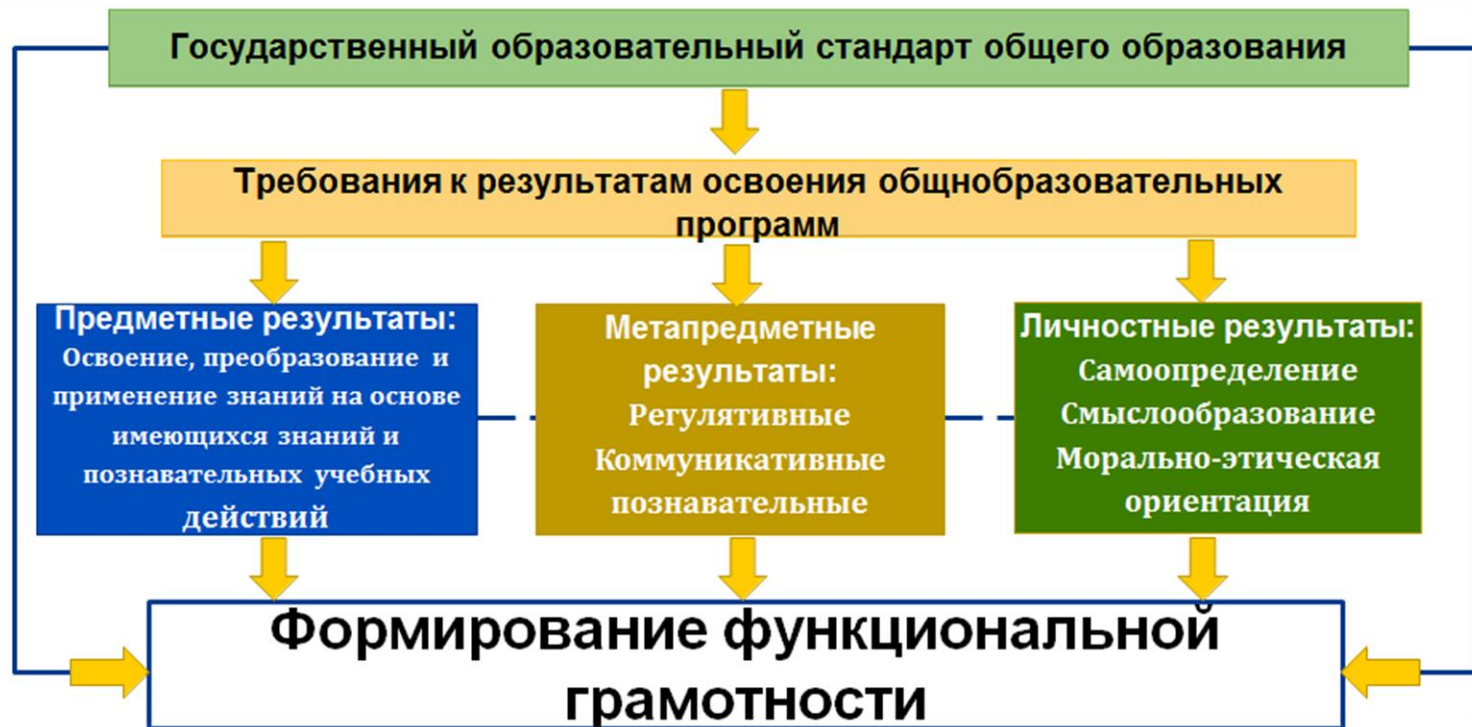 Государственный образовательный стандарт общего образования
Требования к результатам освоения общнобразовательных
программ
Предметные результаты:
Освоение, преобразование и
применение знаний на основе
имеющихся знаний и
познавательных учебных
действий
Метапредметные
результаты:
Регулятивные
Коммуникативные
познавательные
Личностные результаты:
Самоопределение
Смыслообразование
Морально-этическая
ориентация
Формирование функциональной
грамотности